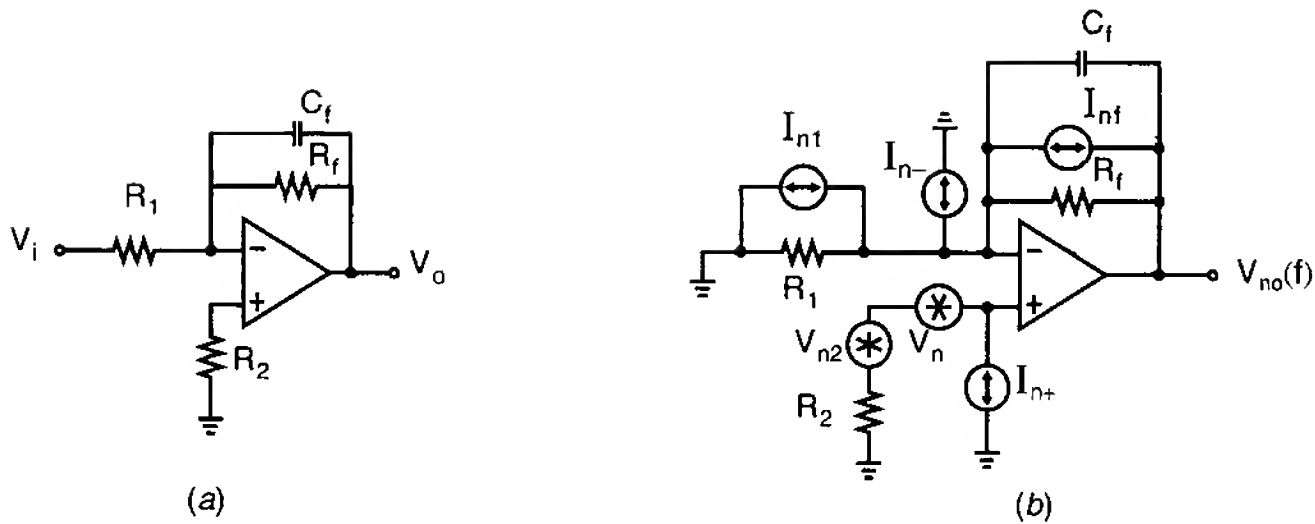 C_f
R_f
R_1
V_i
−
+
V_o
R_2
(a)
C_f
I_nf
R_f
I_n1
I_n−
R_1
−
+
V_no(f)
V_n2
V_n
R_2
I_n+
(b)